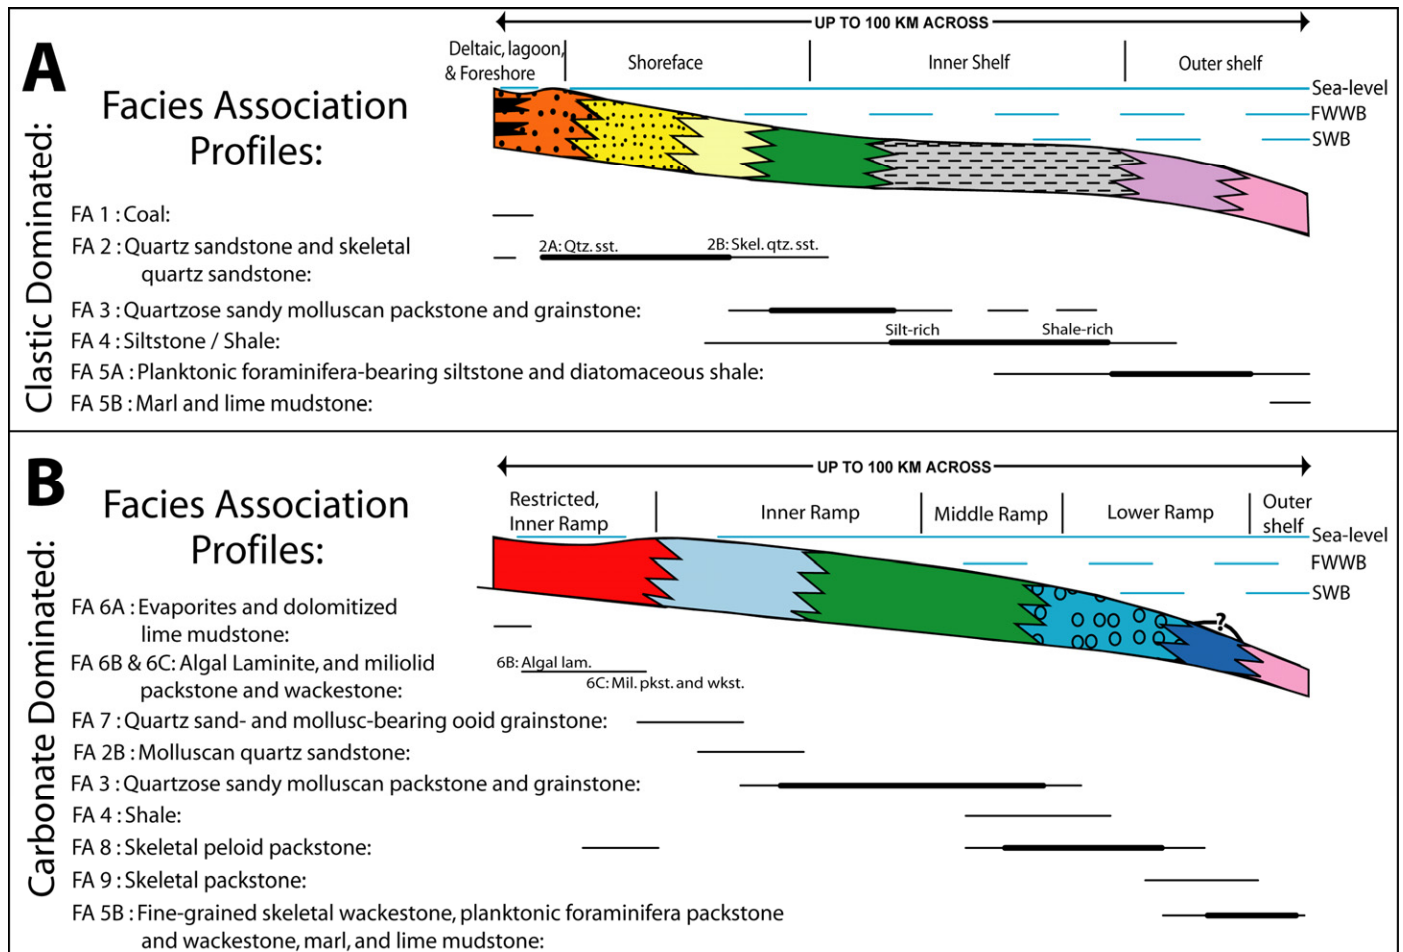 A
Clastic Dominated:
UP TO 100 KM ACROSS
Deltaic, lagoon,
& Foreshore
Shoreface
Inner Shelf
Outer shelf
Facies Association
Profiles:
Sea-level
FWWB
SWB
FA 1 : Coal:
FA 2 : Quartz sandstone and skeletal
quartz sandstone:
2A: Qtz. sst.
2B: Skel. qtz. sst.
FA 3 : Quartzose sandy molluscan packstone and grainstone:
FA 4 : Siltstone / Shale:
Silt-rich
Shale-rich
FA 5A : Planktonic foraminifera-bearing siltstone and diatomaceous shale:
FA 5B : Marl and lime mudstone:
B
Carbonate Dominated:
UP TO 100 KM ACROSS
Restricted,
Inner Ramp
Inner Ramp
Middle Ramp
Lower Ramp
Outer
shelf
Facies Association
Profiles:
Sea-level
FWWB
SWB
?
FA 6A : Evaporites and dolomitized
lime mudstone:
FA 6B & 6C: Algal Laminite, and miliolid
packstone and wackestone:
6B: Algal lam.
6C: Mil. pkst. and wkst.
FA 7 : Quartz sand- and mollusc-bearing ooid grainstone:
FA 2B : Molluscan quartz sandstone:
FA 3 : Quartzose sandy molluscan packstone and grainstone:
FA 4 : Shale:
FA 8 : Skeletal peloid packstone:
FA 9 : Skeletal packstone:
FA 5B : Fine-grained skeletal wackestone, planktonic foraminifera packstone
and wackestone, marl, and lime mudstone: